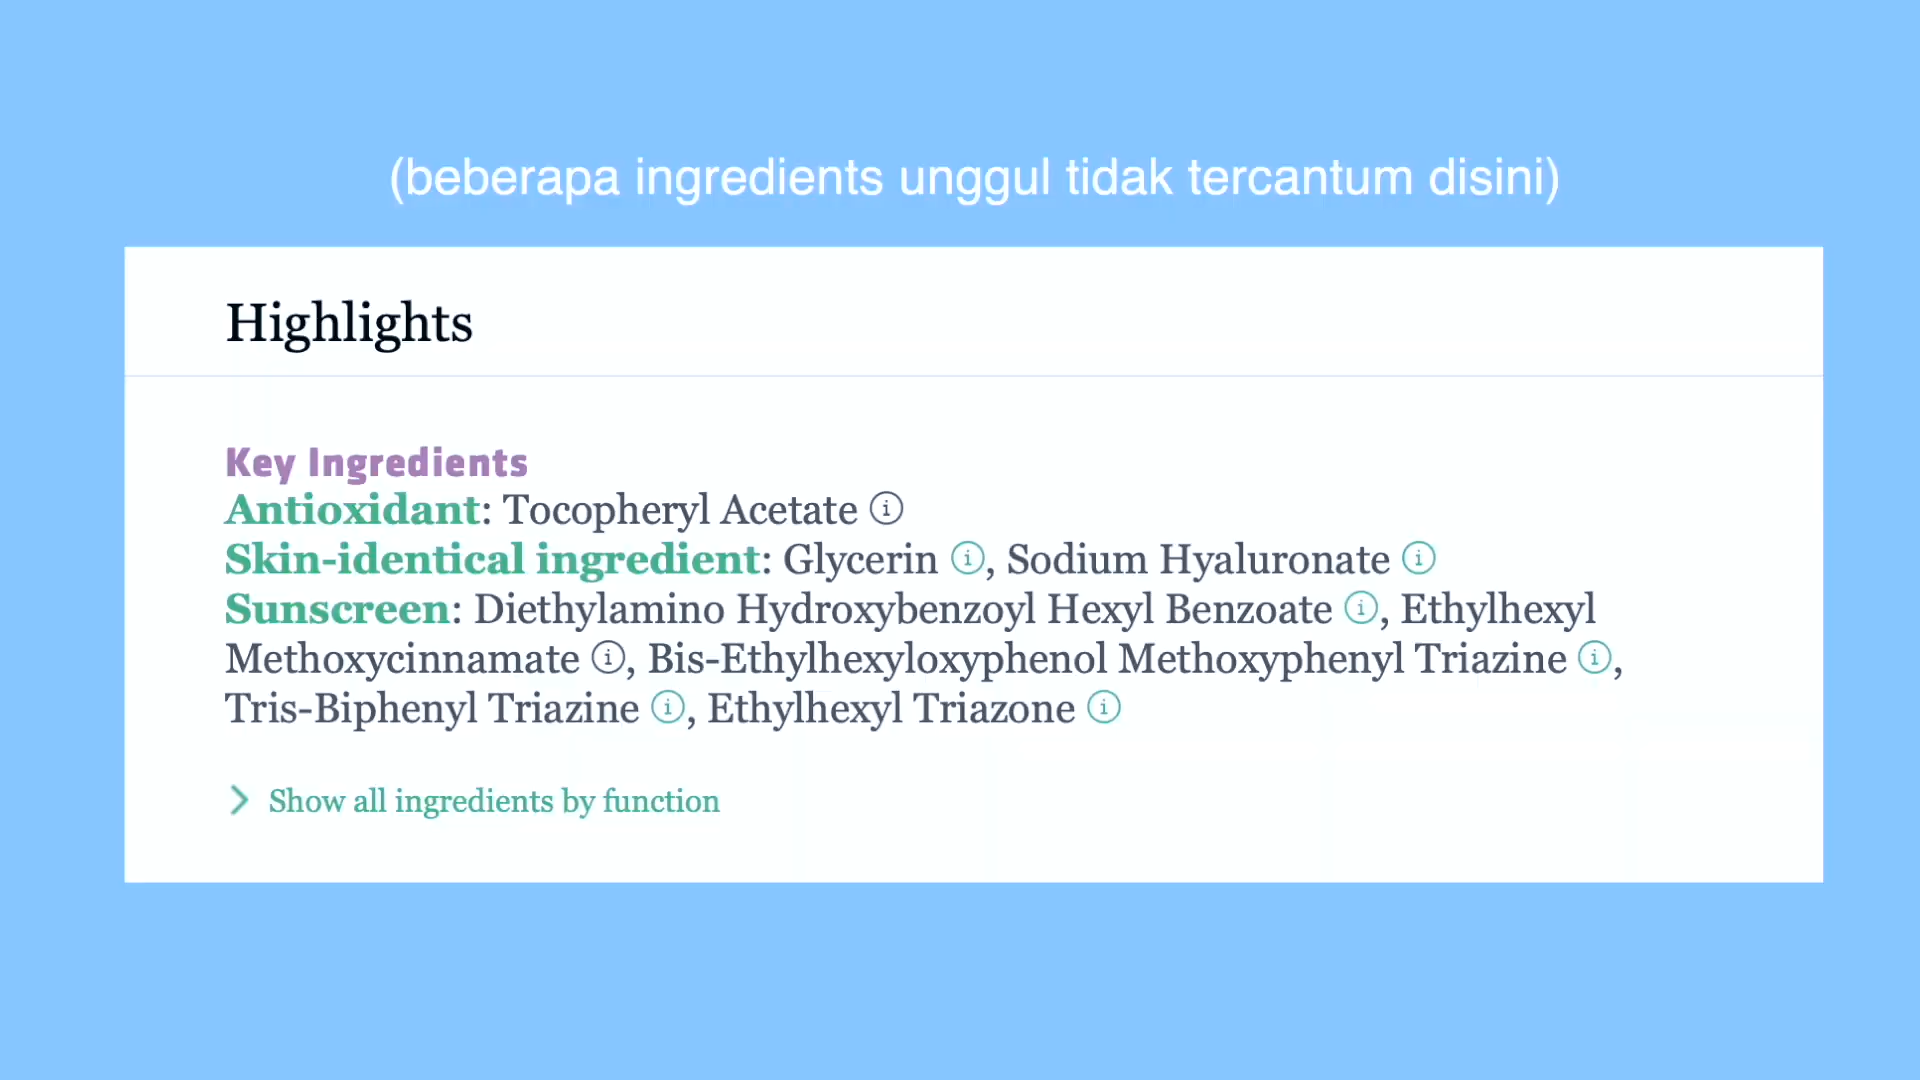 (beberapa ingredients unggul tidak tercantum disini)
Highlights
Key Ingredients
Antioxidant: Tocopheryl Acetate
Skin-identical ingredient: Glycerin, Sodium Hyaluronate
Sunscreen: Diethylamino Hydroxybenzoyl Hexyl Benzoate, Ethylhexyl
Methoxycinnamate, Bis-Ethylhexyloxyphenol Methoxyphenyl Triazine,
Tris-Biphenyl Triazine, Ethylhexyl Triazone
Show all ingredients by function